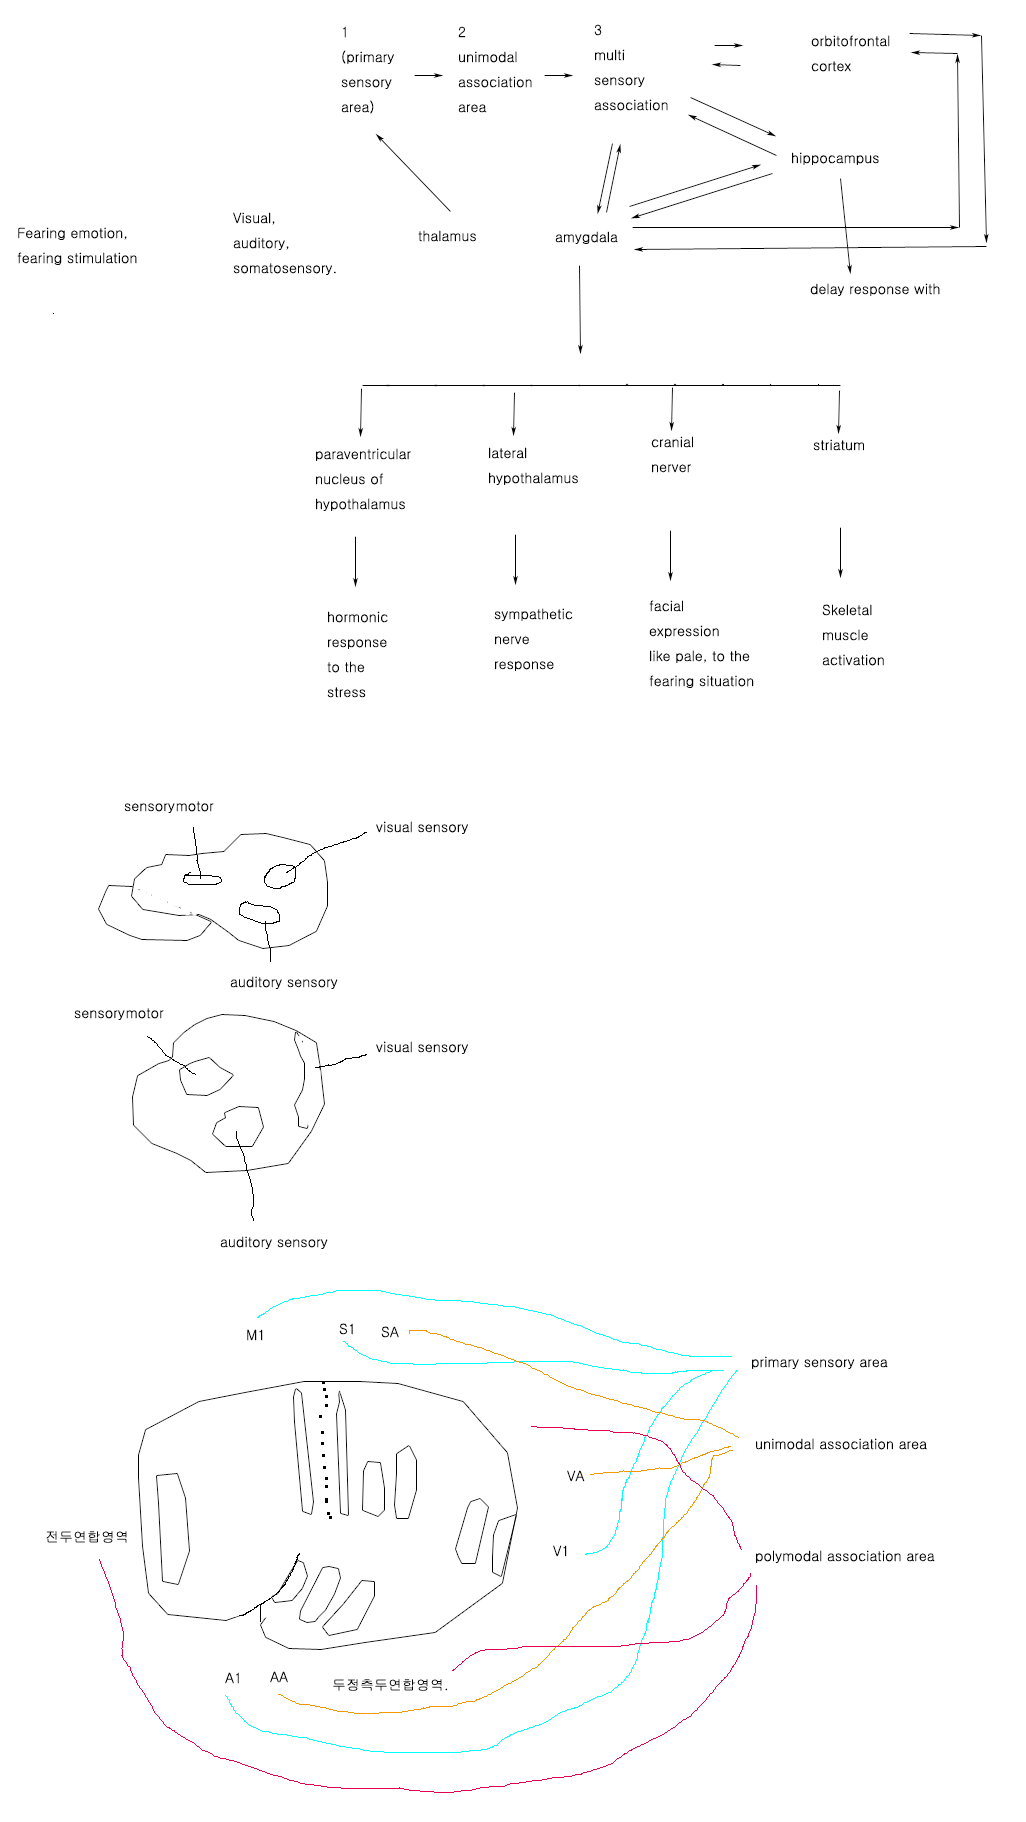 1
(primary
sensory
area)
2
unimodal
association
area
3
multi
sensory
association
orbitofrontal
cortex
hippocampus
Fearing emotion,
fearing stimulation
Visual,
auditory,
somatosensory.
thalamus
amygdala
delay response with
paraventricular
nucleus of
hypothalamus
lateral
hypothalamus
cranial
nerver
striatum
hormonic
response
to the
stress
sympathetic
nerve
response
facial
expression
like pale, to the
fearing situation
Skeletal
muscle
activation
sensorymotor
visual sensory
auditory sensory
sensorymotor
visual sensory
auditory sensory
M1
S1
SA
primary sensory area
unimodal association area
VA
전두연합영역
V1
polymodal association area
A1
AA
두정측두연합영역.